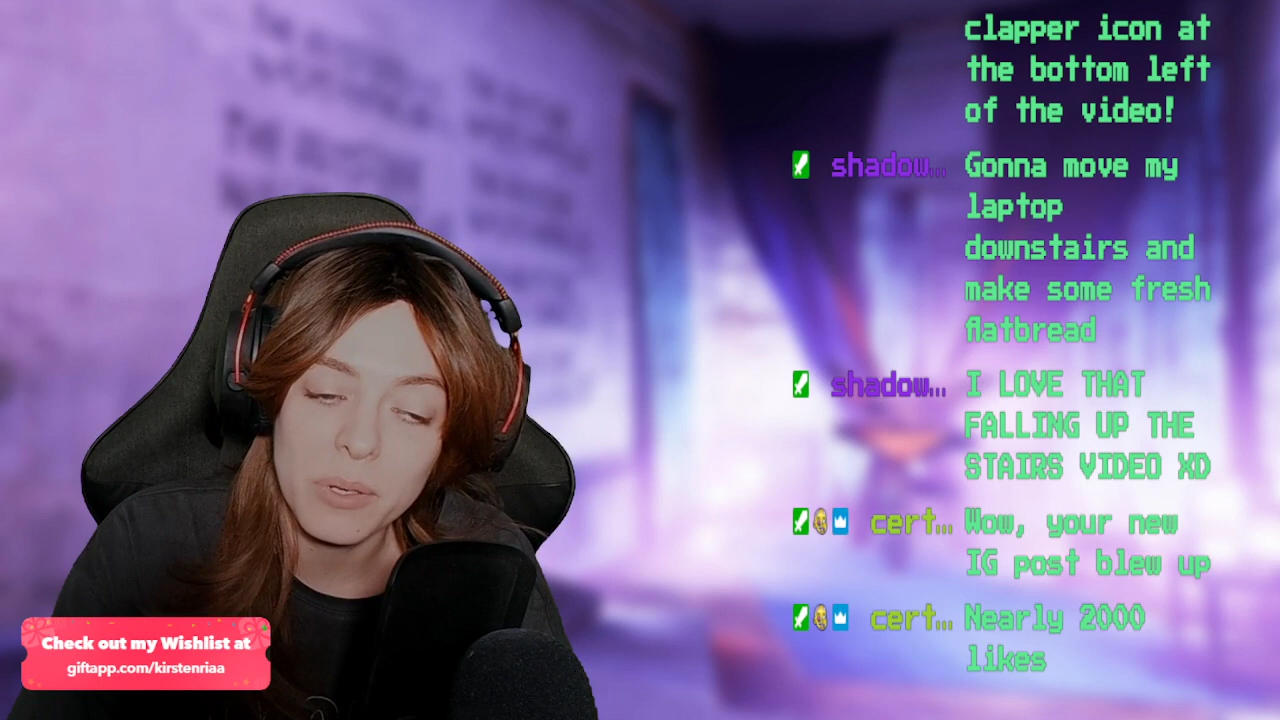 clapper icon at
the bottom left
of the video!
shadow... Gonna move my
laptop
downstairs and
make some fresh
flatbread
shadow... I LOVE THAT
FALLING UP THE
STAIRS VIDEO XD
cert... Wow, your new
IG post blew up
cert... Nearly 2000
likes
Check out my Wishlist at
giftapp.com/kirstenriaa